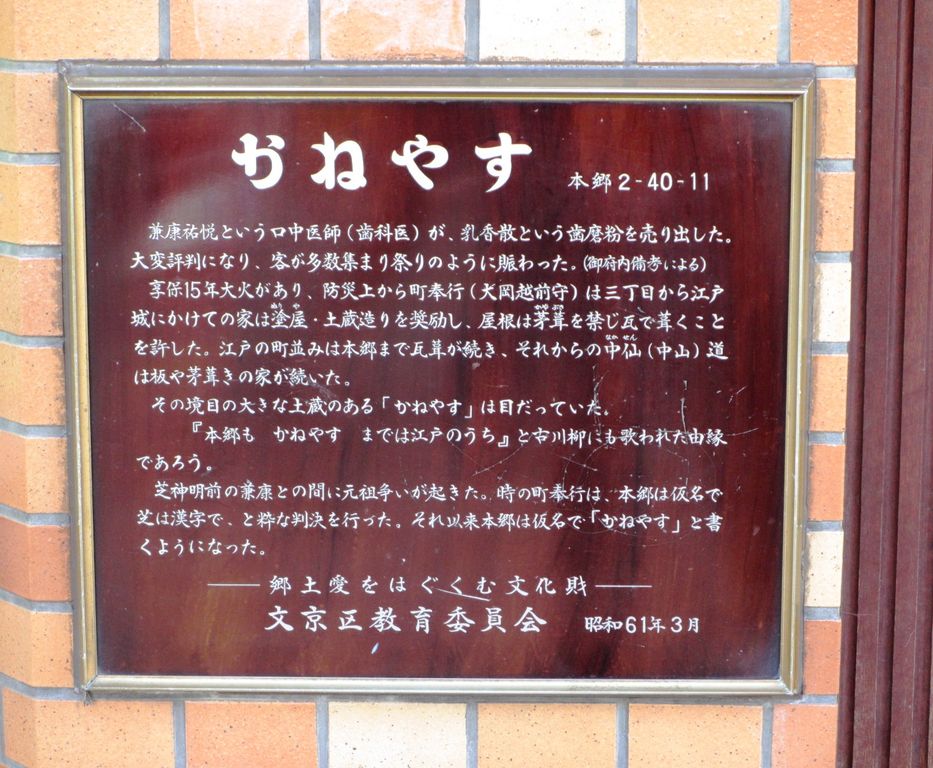 かねやす 本郷2-40-11
兼康祐悦という口中医師（歯科医）が、乳香散という歯磨粉を売り出した。
大変評判になり、客が多数集まり祭りのように賑わった。（御府内備考による）
享保15年大火があり、防災上から町奉行（大岡越前守）は三丁目から江戸
城にかけての家は塗屋・土蔵造りを奨励し、屋根は茅葺を禁じ瓦で葺くこと
を許した。江戸の町並みは本郷まで瓦葺が続き、それからの中仙（中山）道
は板や茅葺きの家が続いた。
その境目の大きな土蔵のある「かねやす」は目だっていた。
『本郷も かねやす までは江戸のうち』と古川柳にも歌われた由縁
であろう。
芝神明前の兼康との間に元祖争いが起きた。時の町奉行は、本郷は仮名で
芝は漢字で、と粋な判決を行った。それ以来本郷は仮名で「かねやす」と書
くようになった。
郷土愛をはぐくむ文化財
文京区教育委員会 昭和61年3月